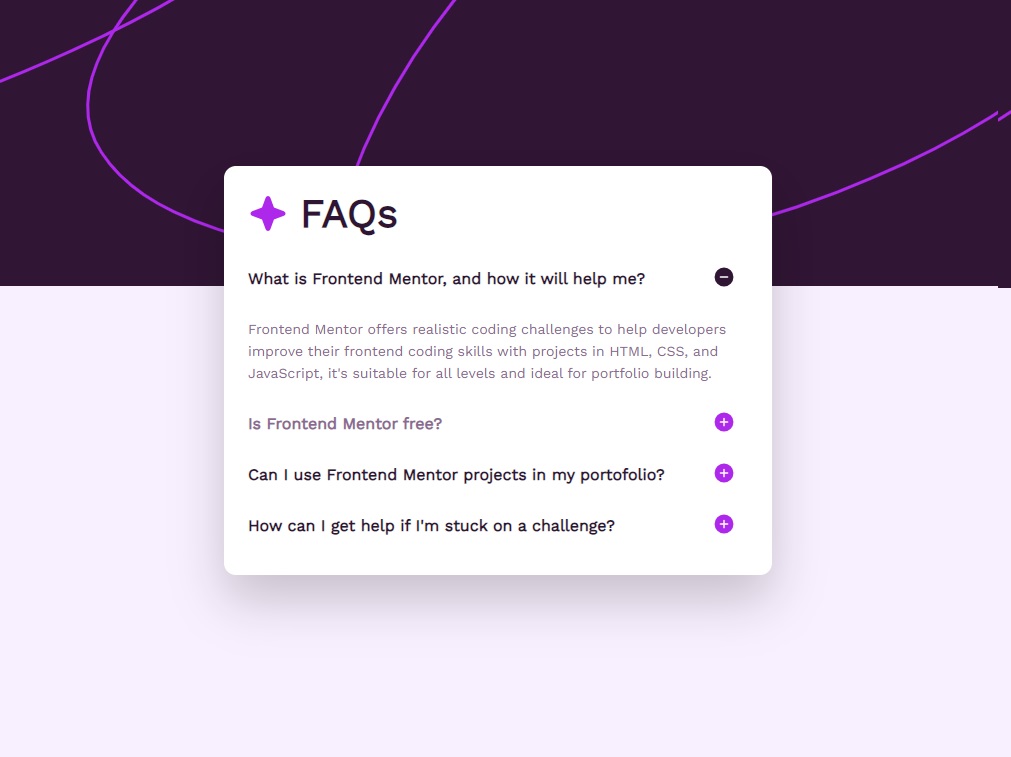 FAQs
What is Frontend Mentor, and how it will help me?
Frontend Mentor offers realistic coding challenges to help developers
improve their frontend coding skills with projects in HTML, CSS, and
JavaScript, it's suitable for all levels and ideal for portfolio building.
Is Frontend Mentor free?
Can I use Frontend Mentor projects in my portofolio?
How can I get help if I'm stuck on a challenge?